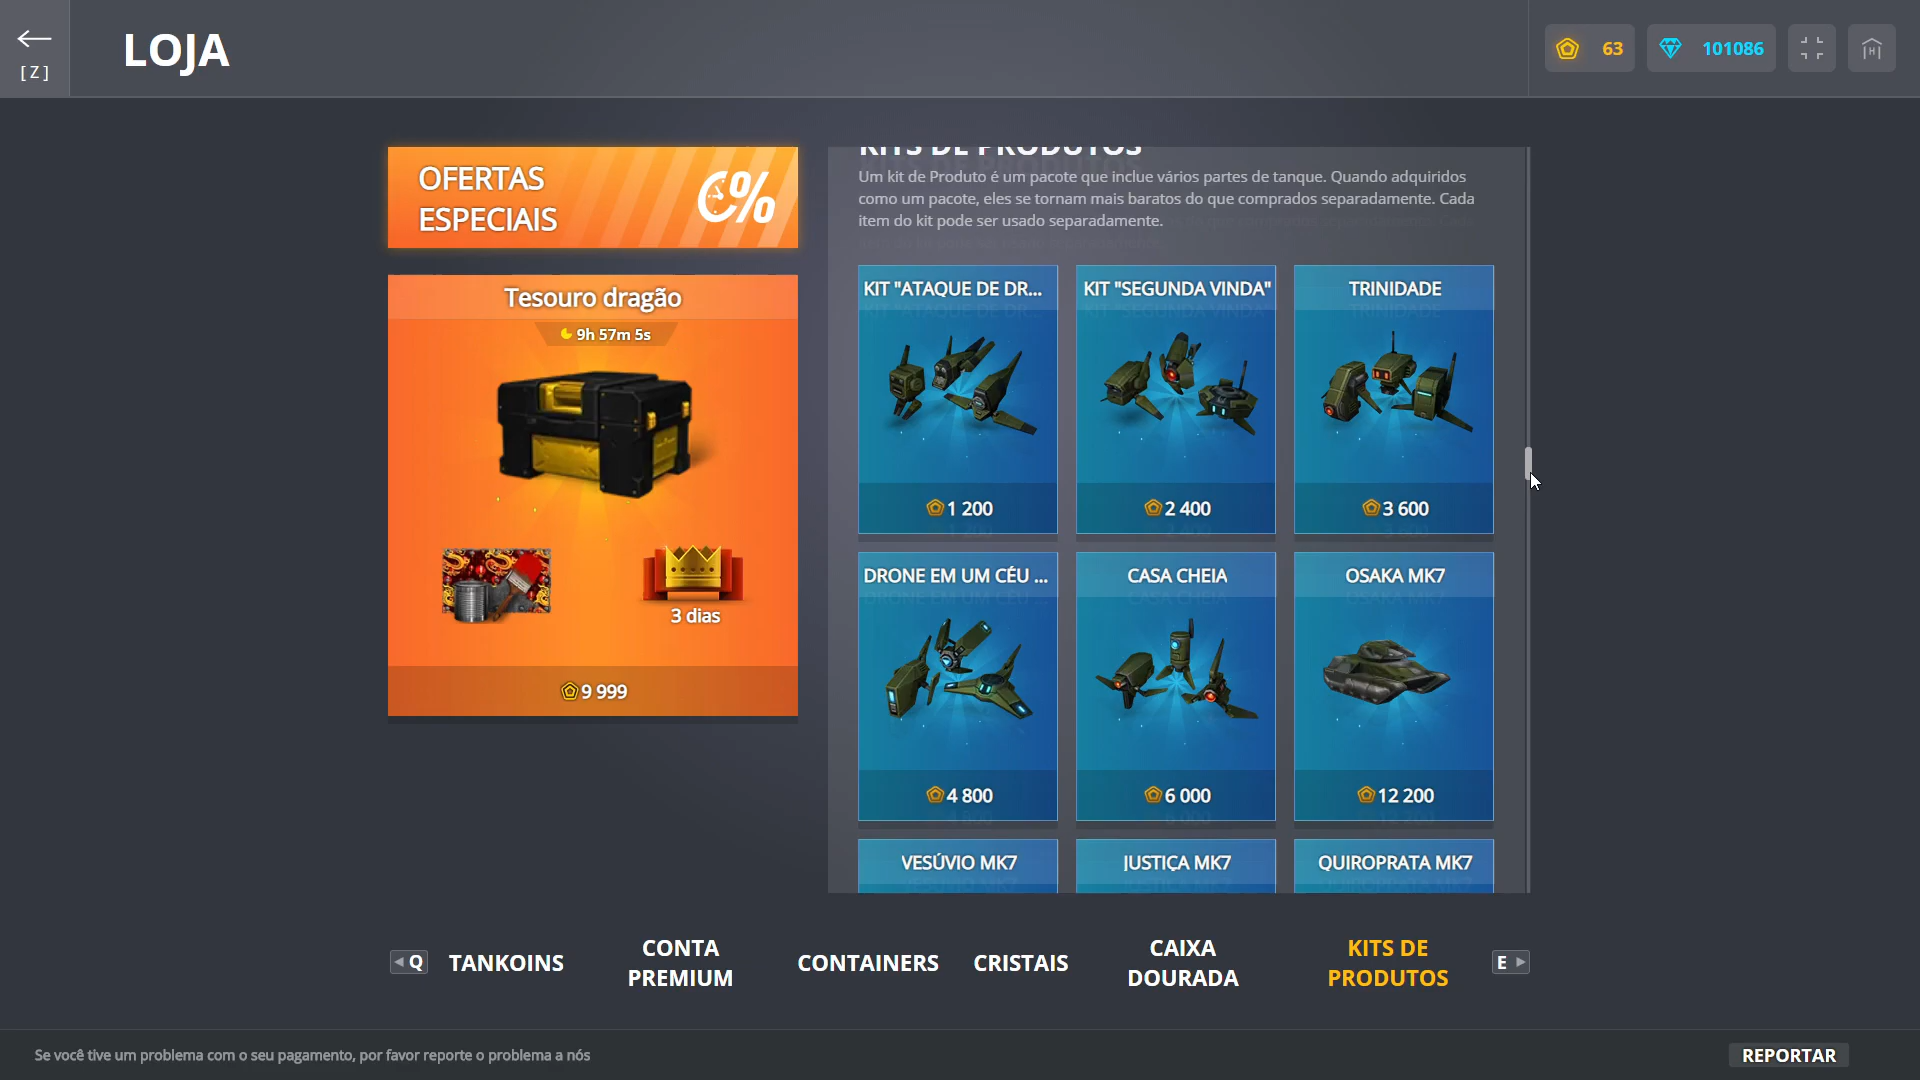 LOJA
[Z]
63
101086
OFERTAS
ESPECIAIS
Tesouro dragão
9h 57m 5s
3 dias
9 999
KITS DE PRODUTOS
Um kit de Produto é um pacote que inclue vários partes de tanque. Quando adquiridos
como um pacote, eles se tornam mais baratos do que comprados separadamente. Cada
item do kit pode ser usado separadamente.
KIT "ATAQUE DE DR...
KIT "SEGUNDA VINDA"
TRINIDADE
1 200
2 400
3 600
DRONE EM UM CÉU ...
CASA CHEIA
OSAKA MK7
4 800
6 000
12 200
VESÚVIO MK7
JUSTIÇA MK7
QUIROPRATA MK7
Q
TANKOINS
CONTA
PREMIUM
CONTAINERS
CRISTAIS
CAIXA
DOURADA
KITS DE
PRODUTOS
E
Se você tive um problema com o seu pagamento, por favor reporte o problema a nós
REPORTAR